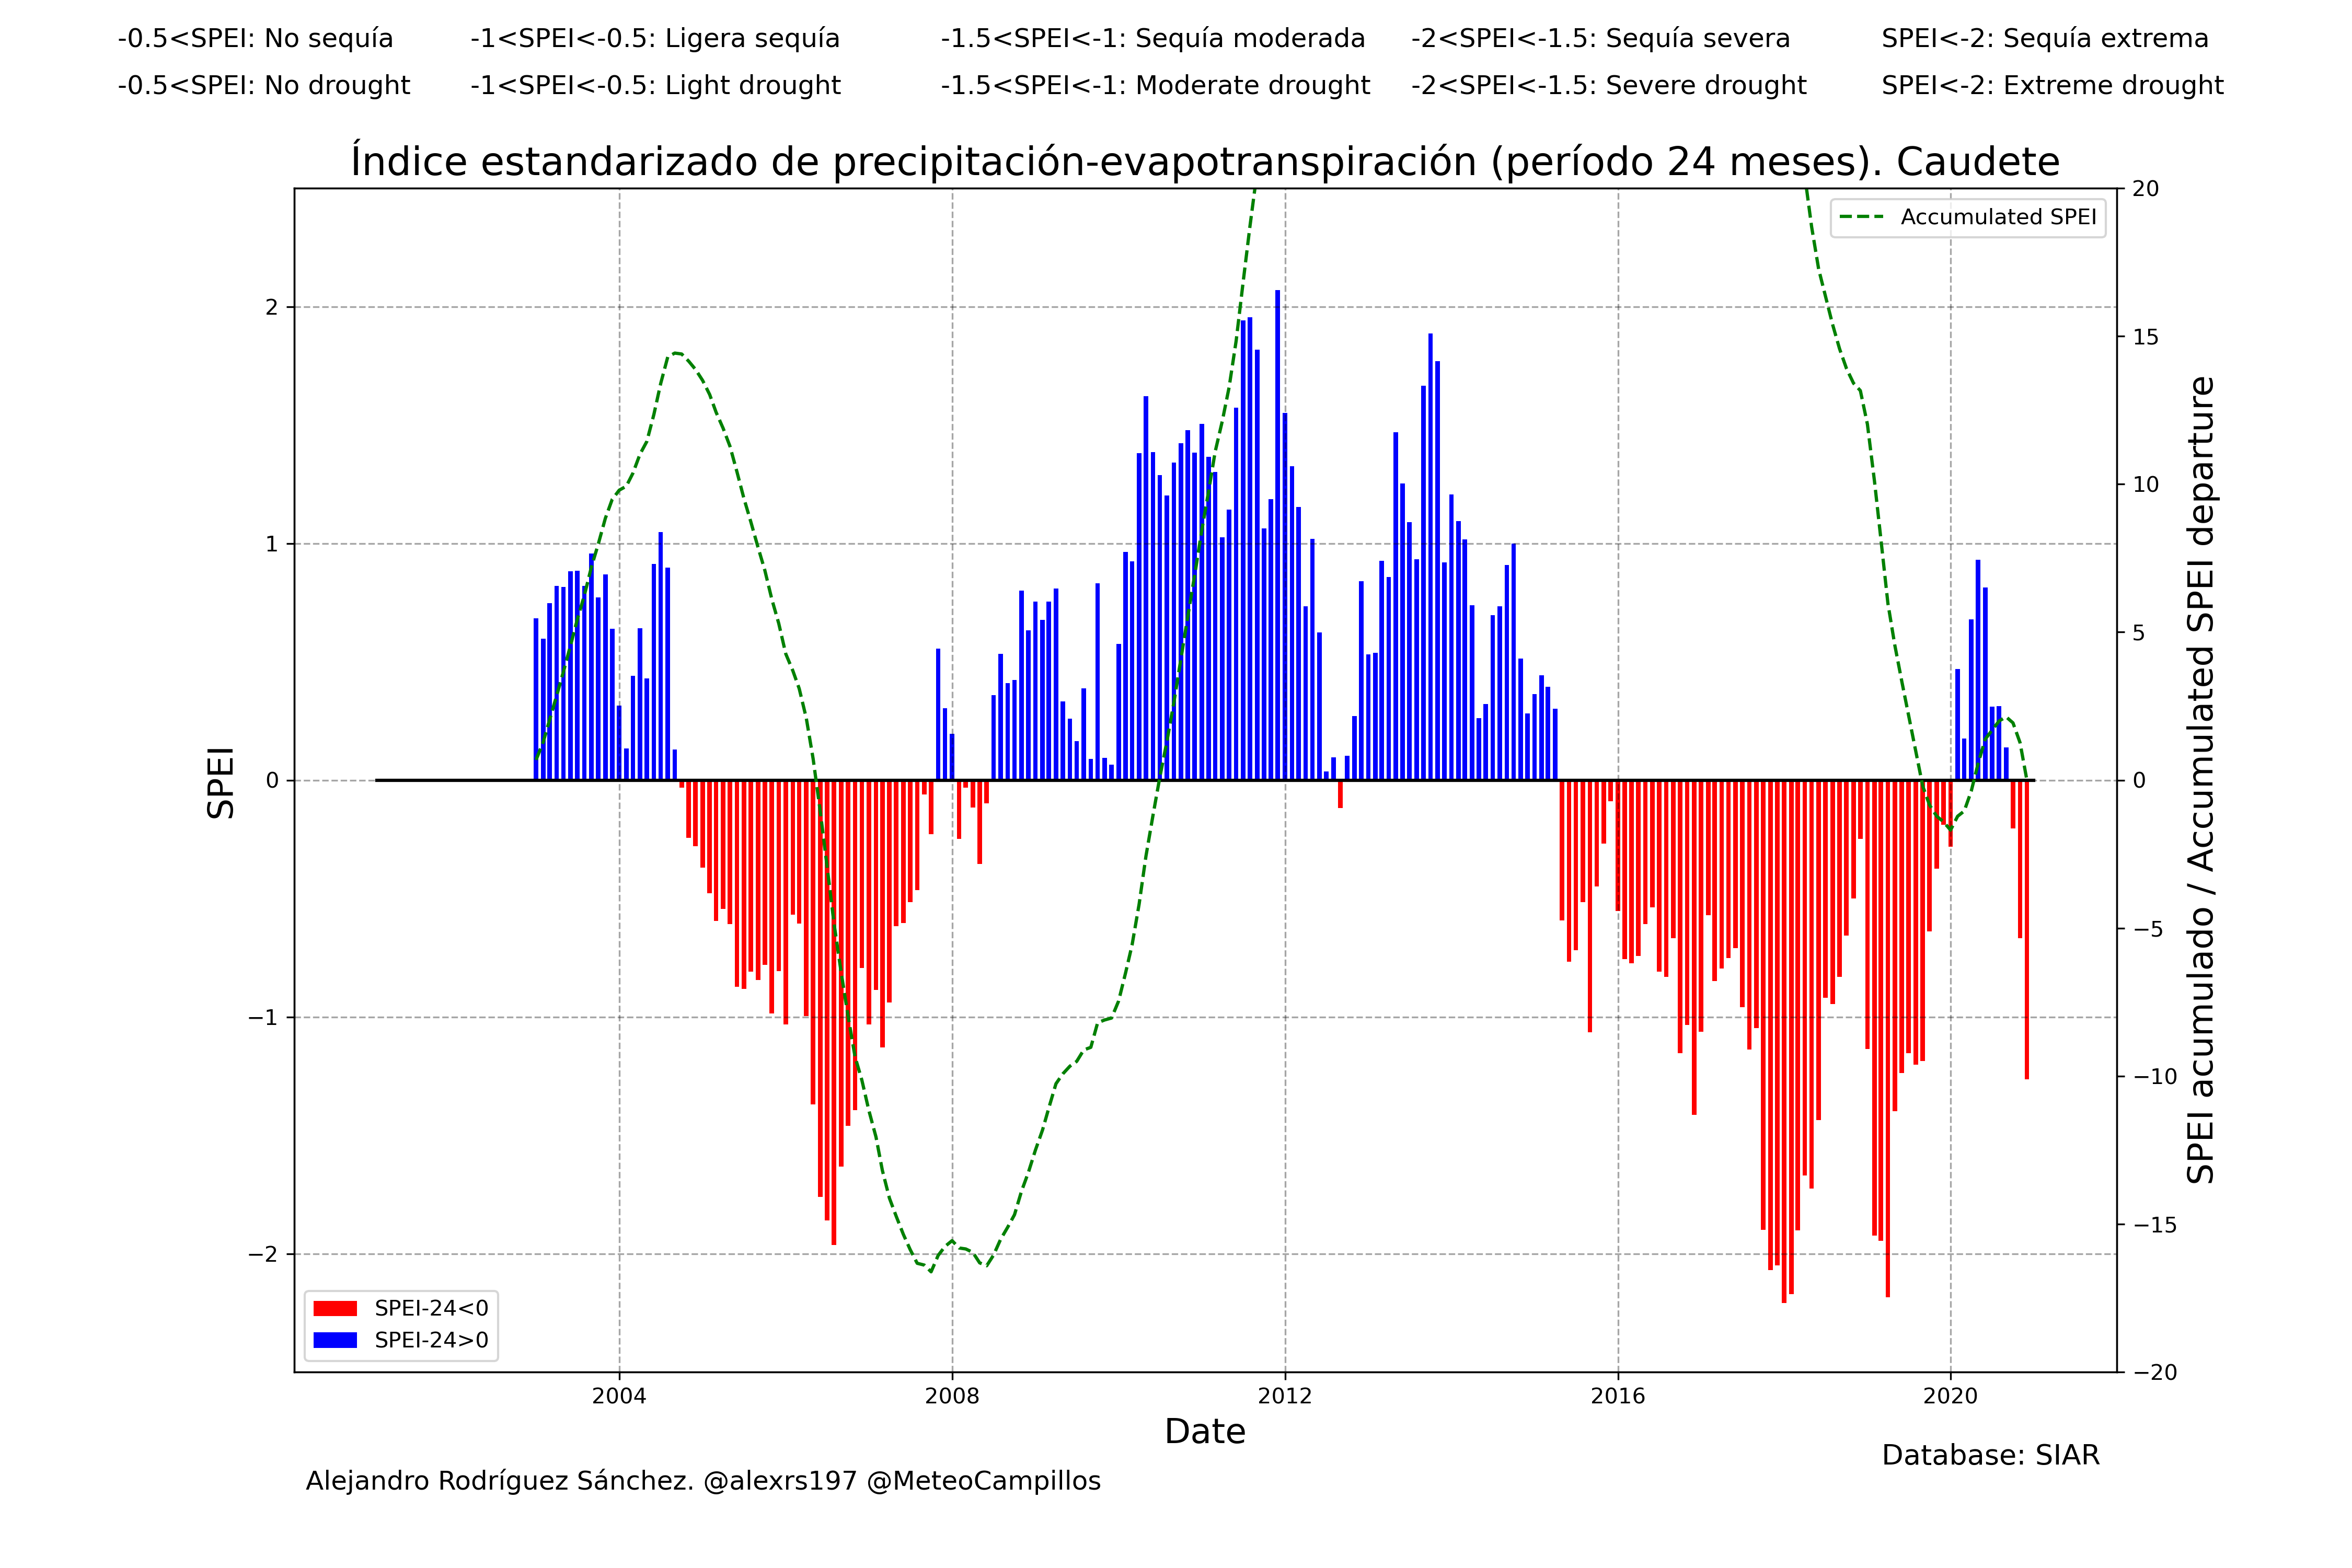 -0.5<SPEI: No sequía -1<SPEI<-0.5: Ligera sequía -1.5<SPEI<-1: Sequía moderada -2<SPEI<-1.5: Sequía severa SPEI<-2: Sequía extrema
-0.5<SPEI: No drought -1<SPEI<-0.5: Light drought -1.5<SPEI<-1: Moderate drought -2<SPEI<-1.5: Severe drought SPEI<-2: Extreme drought
Índice estandarizado de precipitación-evapotranspiración (período 24 meses). Caudete
Accumulated SPEI
SPEI
2
1
0
−1
−2
20
15
10
5
0
−5
−10
−15
−20
SPEI acumulado / Accumulated SPEI departure
SPEI-24<0
SPEI-24>0
2004 2008 2012 2016 2020
Date
Database: SIAR
Alejandro Rodríguez Sánchez. @alexrs197 @MeteoCampillos